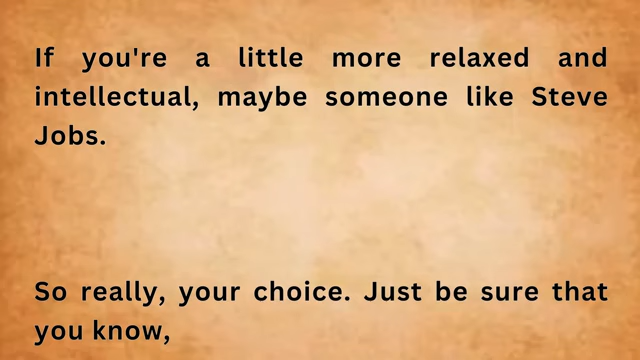 If you're a little more relaxed and
intellectual, maybe someone like Steve
Jobs.
So really, your choice. Just be sure that
you know,